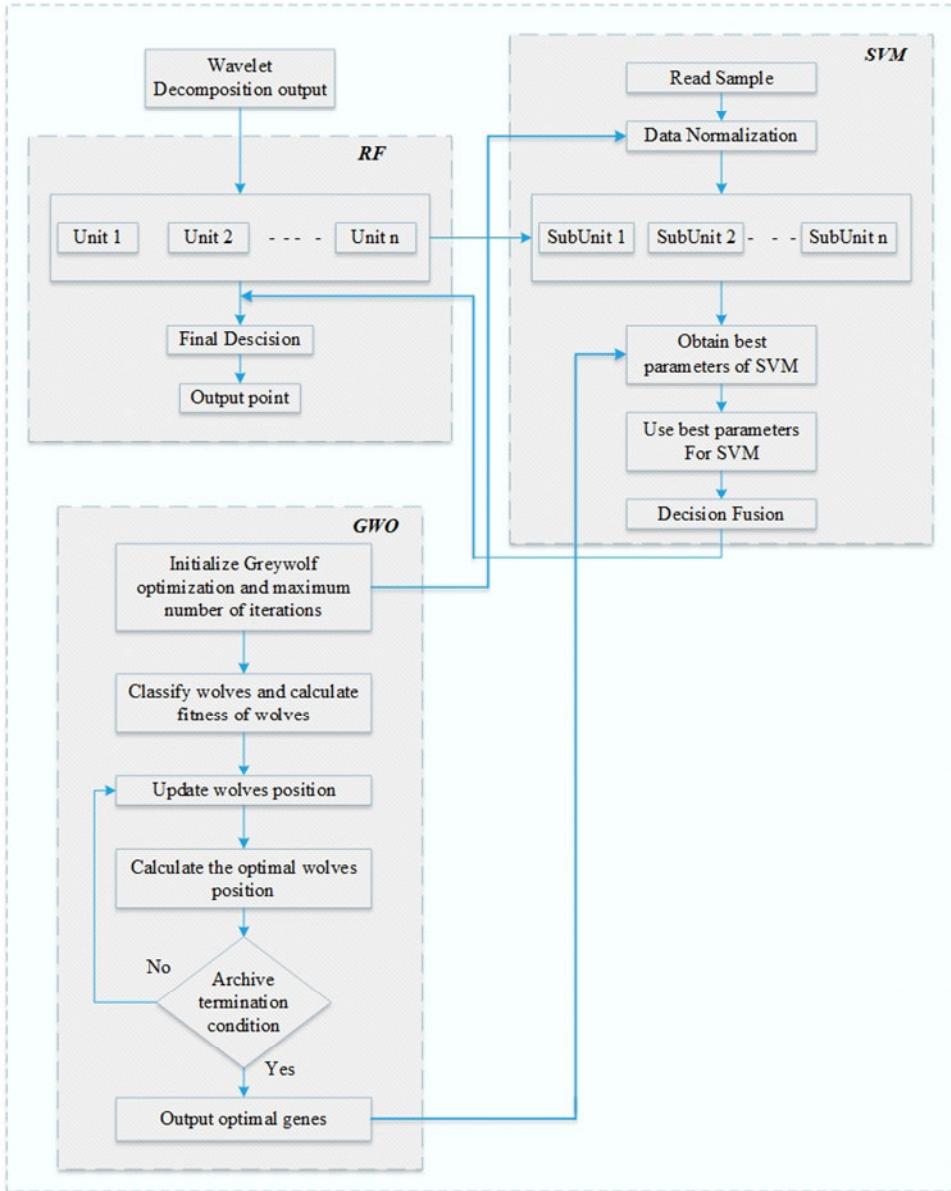 Wavelet
Decomposition output
RF
Unit 1
Unit 2
- - - -
Unit n
Final Descision
Output point
SVM
Read Sample
Data Normalization
SubUnit 1
SubUnit 2
- - - -
SubUnit n
Obtain best
parameters of SVM
Use best parameters
For SVM
Decision Fusion
GWO
Initialize Greywolf
optimization and maximum
number of iterations
Classify wolves and calculate
fitness of wolves
Update wolves position
Calculate the optimal wolves
position
No
Archive
termination
condition
Yes
Output optimal genes